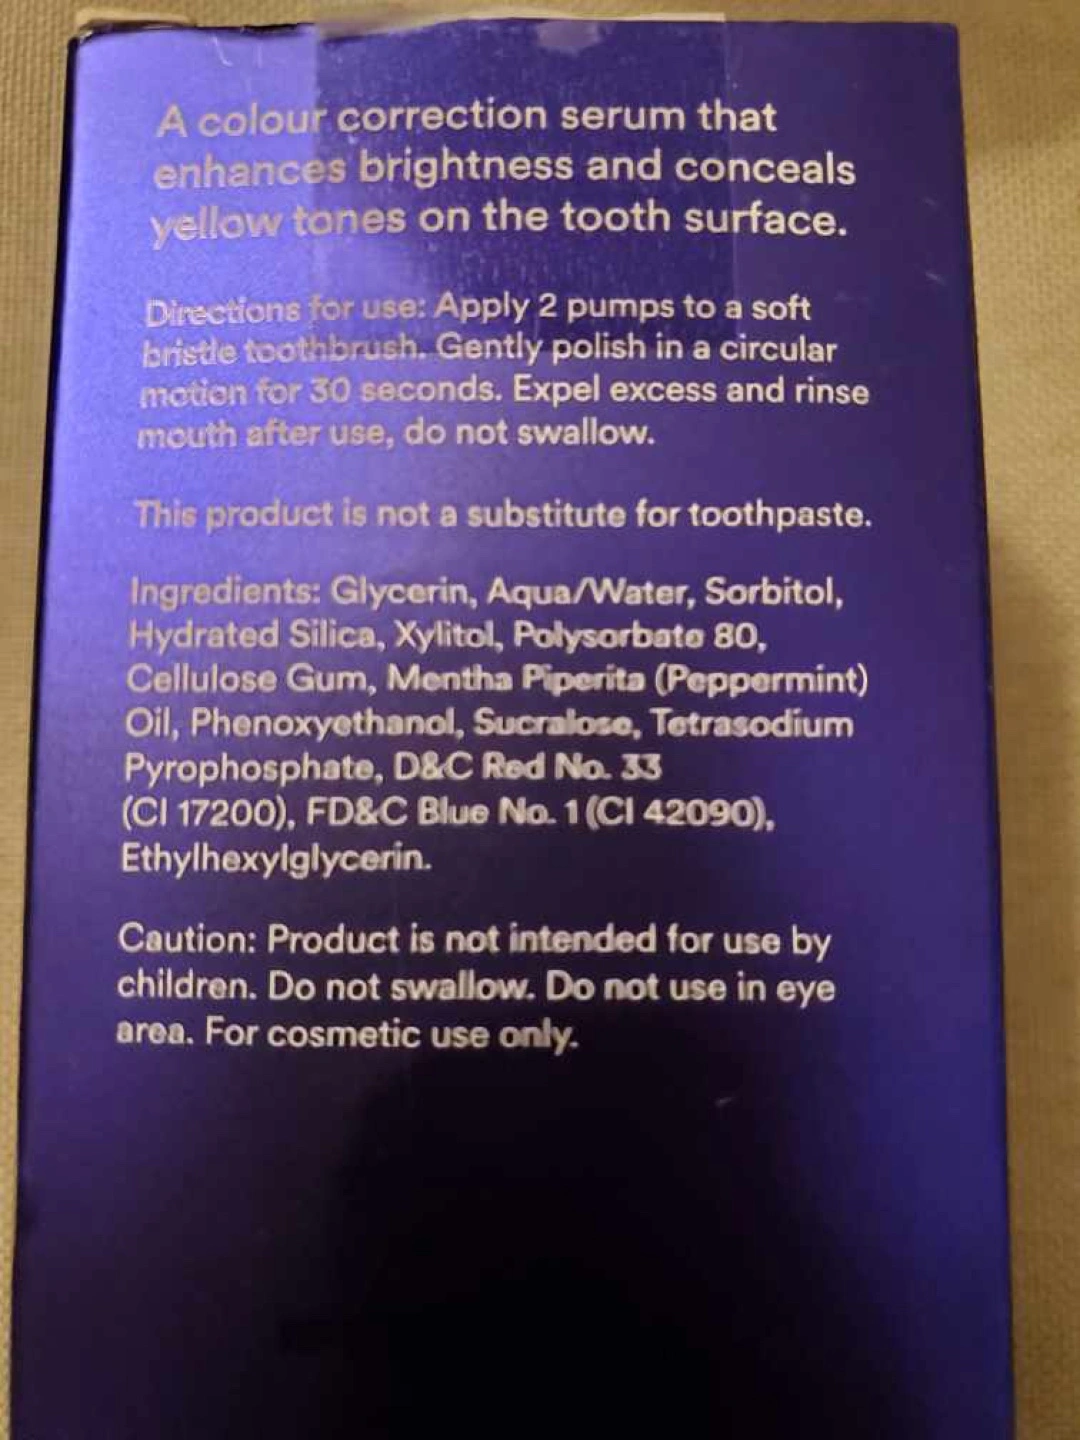 A colour correction serum that
enhances brightness and conceals
yellow tones on the tooth surface.
Directions for use: Apply 2 pumps to a soft
bristle toothbrush. Gently polish in a circular
motion for 30 seconds. Expel excess and rinse
mouth after use, do not swallow.
This product is not a substitute for toothpaste.
Ingredients: Glycerin, Aqua/Water, Sorbitol,
Hydrated Silica, Xylitol, Polysorbate 80,
Cellulose Gum, Mentha Piperita (Peppermint)
Oil, Phenoxyethanol, Sucralose, Tetrasodium
Pyrophosphate, D&C Red No. 33
(CI 17200), FD&C Blue No. 1 (CI 42090),
Ethylhexylglycerin.
Caution: Product is not intended for use by
children. Do not swallow. Do not use in eye
area. For cosmetic use only.